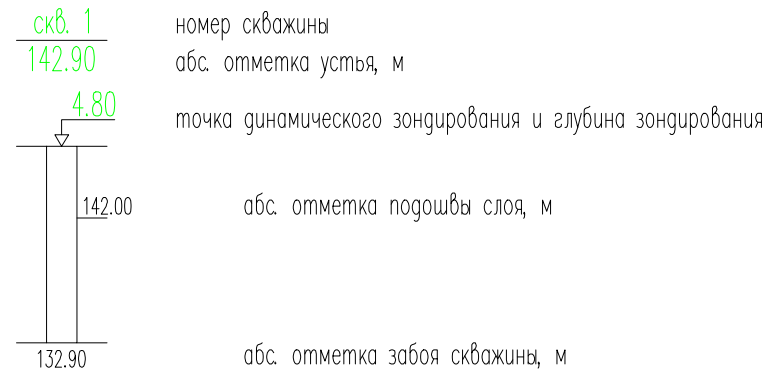 скв. 1 номер скважины
142.90 абс. отметка устья, м
4.80
точка динамического зондирования и глубина зондирования
142.00 абс. отметка подошвы слоя, м
132.90 абс. отметка забоя скважины, м